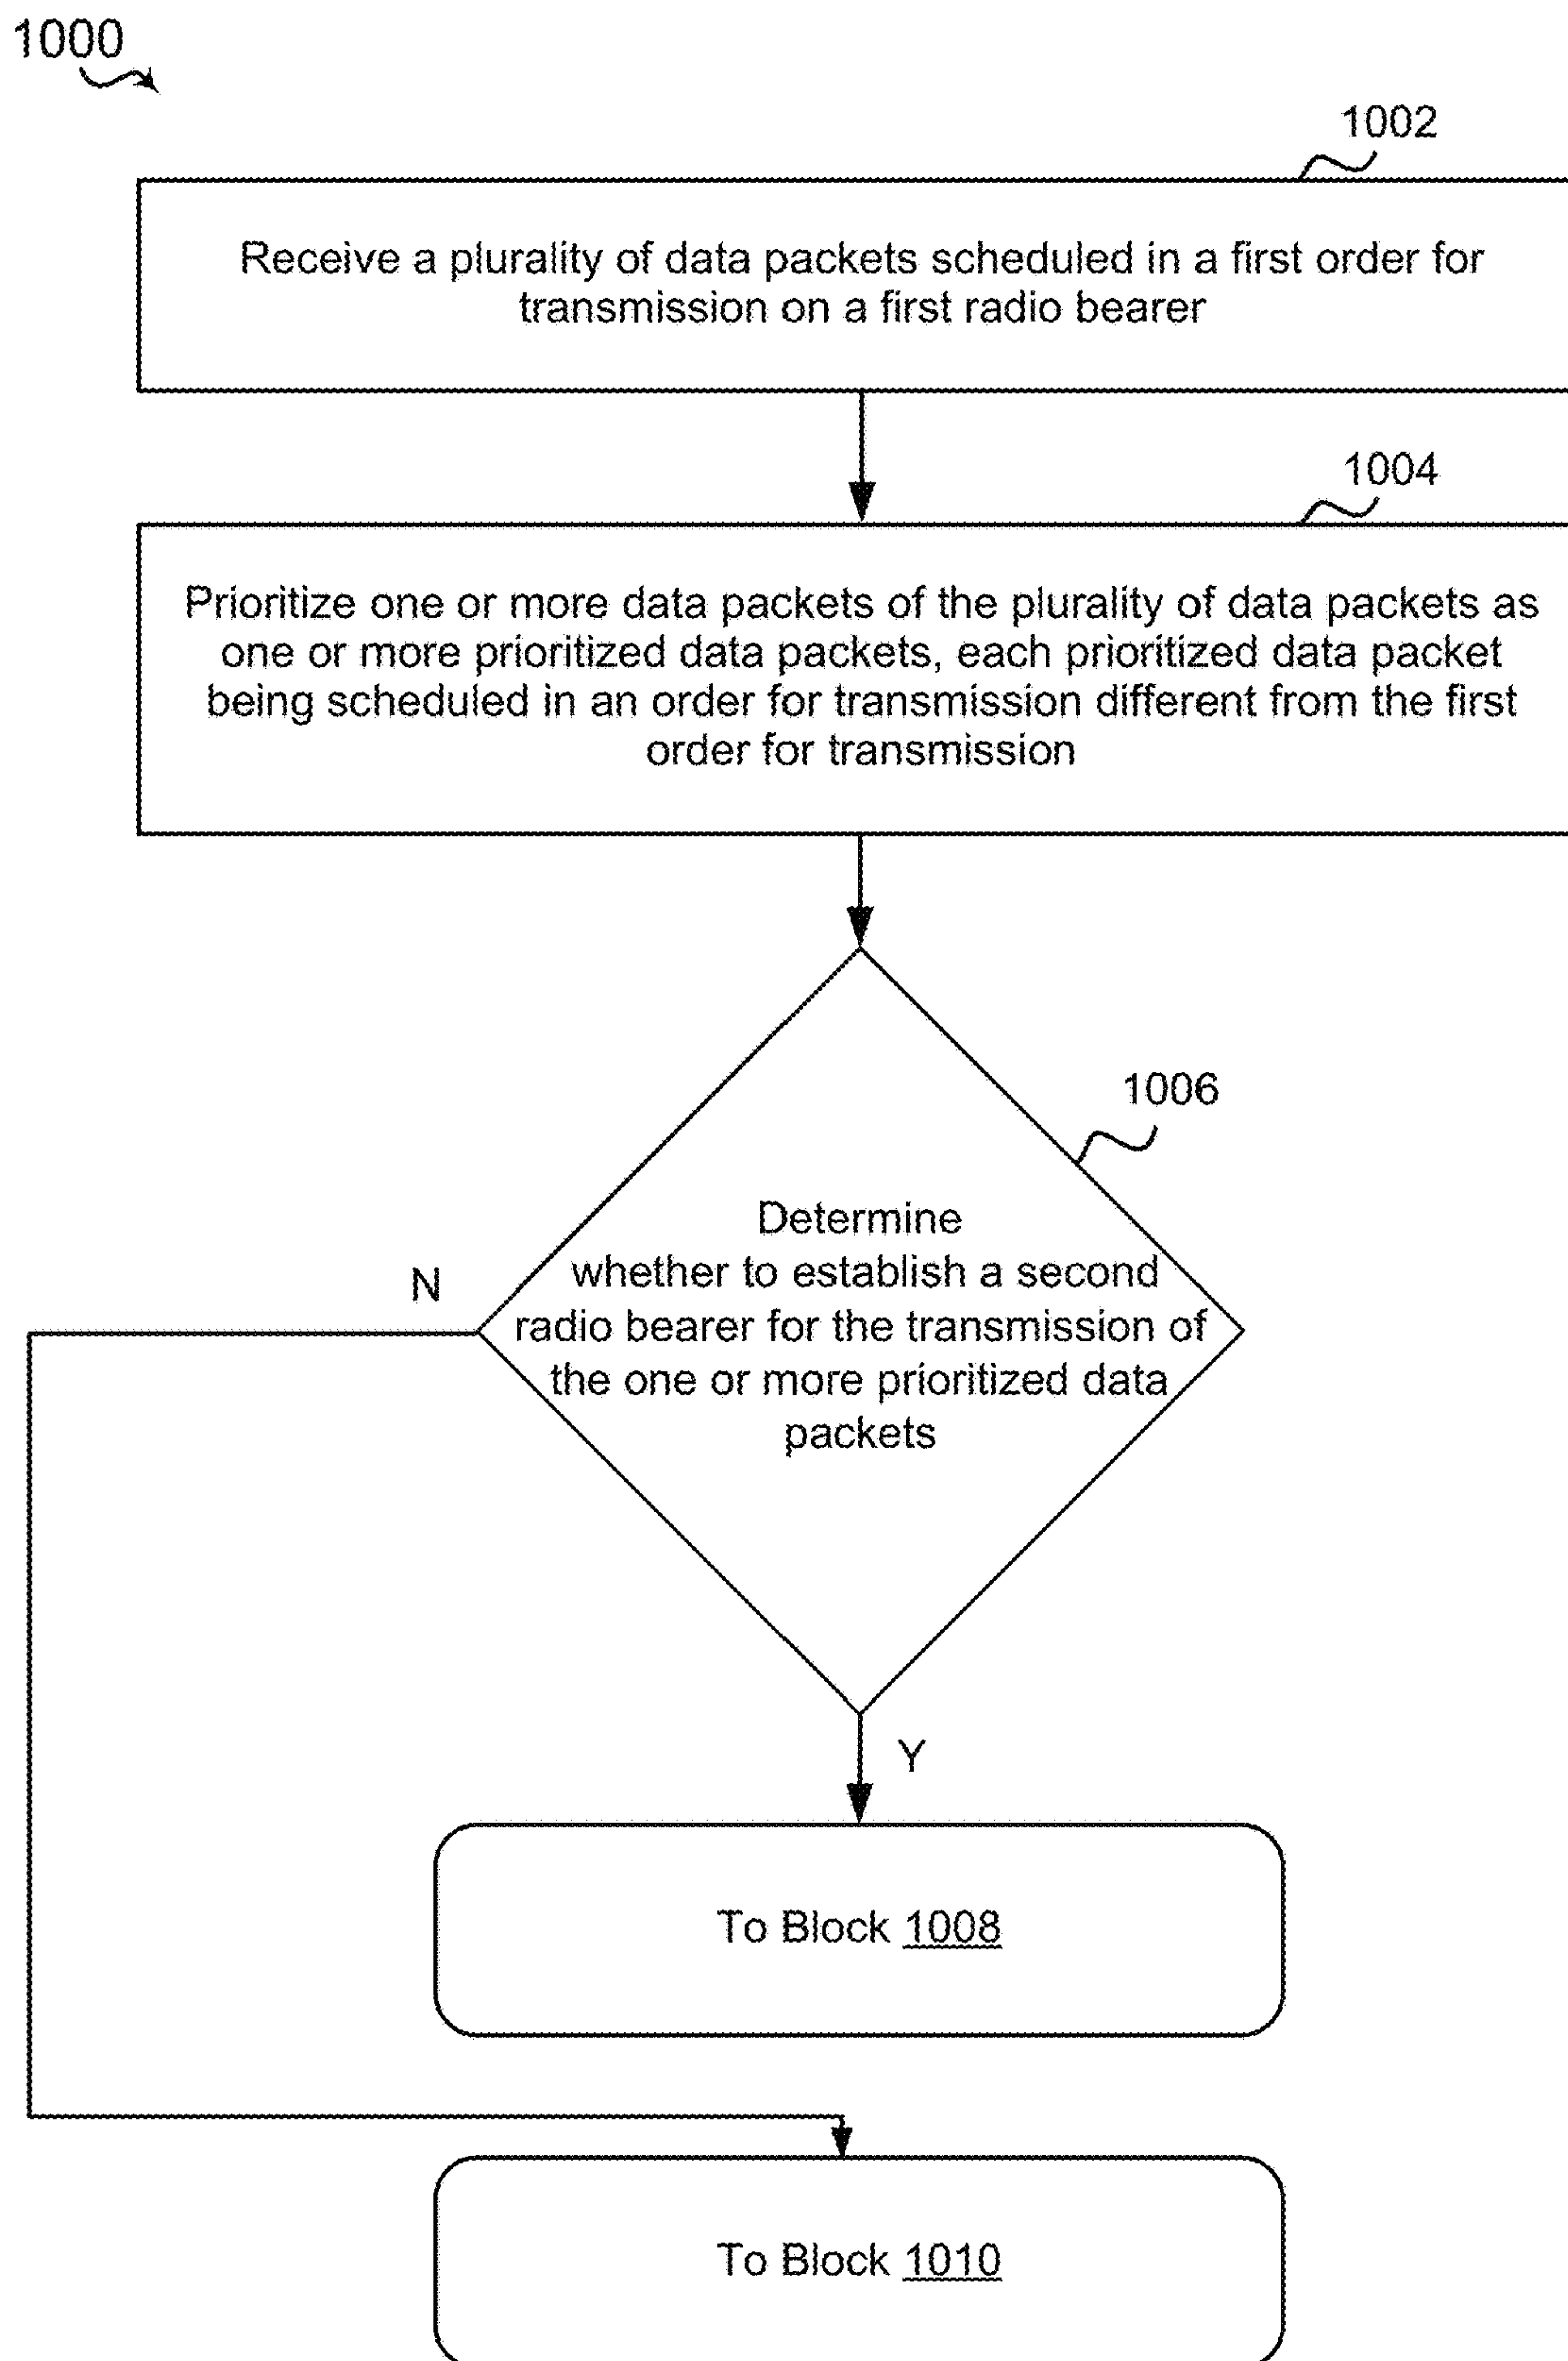 1000
1002
Receive a plurality of data packets scheduled in a first order for
transmission on a first radio bearer
1004
Prioritize one or more data packets of the plurality of data packets as
one or more prioritized data packets, each prioritized data packet
being scheduled in an order for transmission different from the first
order for transmission
1006
Determine
whether to establish a second
radio bearer for the transmission of
the one or more prioritized data
packets
N
Y
To Block 1008
To Block 1010